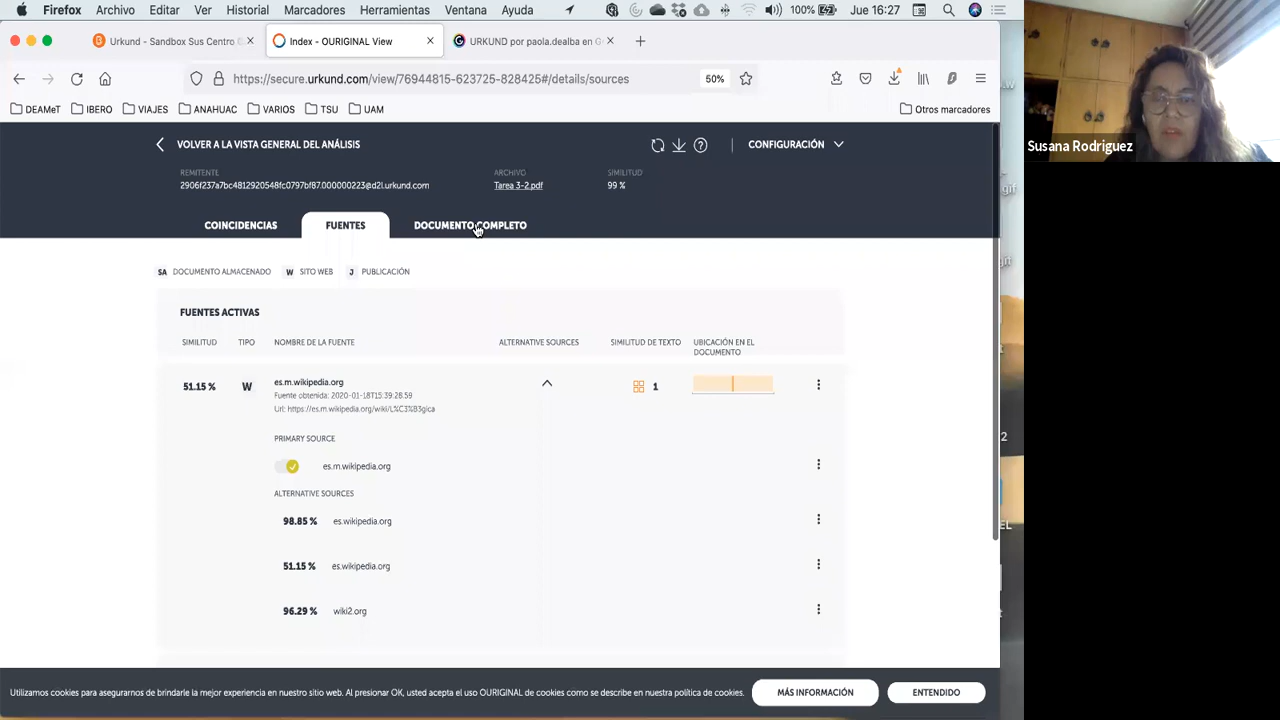 Firefox Archivo Editar Ver Historial Marcadores Herramientas Ventana Ayuda 100% Jue 16:27
Urkund - Sandbox Sus Centro Index - OURIGINAL View URKUND por paola.dealba en G
https://secure.urkund.com/view/76944815-623725-828425#/details/sources 50%
DEAMeT IBERO VIAJES ANAHUAC VARIOS TSU UAM Otros marcadores
VOLVER A LA VISTA GENERAL DEL ANÁLISIS CONFIGURACIÓN
Susana Rodriguez
REMITENTE ARCHIVO SIMILITUD
2906f237a7bc4812920548fc0797bf87.000000223@d2l.urkund.com Tarea 3-2.pdf 99 %
COINCIDENCIAS FUENTES DOCUMENTO COMPLETO
SA DOCUMENTO ALMACENADO W SITO WEB J PUBLICACIÓN
FUENTES ACTIVAS
SIMILITUD TIPO NOMBRE DE LA FUENTE ALTERNATIVE SOURCES SIMILITUD DE TEXTO UBICACIÓN EN EL
DOCUMENTO
51.15 % W es.m.wikipedia.org 1
Fuente obtenida: 2020-01-18T15:39:28.59
Url: https://es.m.wikipedia.org/wiki/L%C3%B3gica
PRIMARY SOURCE
es.m.wikipedia.org
ALTERNATIVE SOURCES
98.85 % es.wikipedia.org
51.15 % es.wikipedia.org
96.29 % wiki2.org
Utilizamos cookies para asegurarnos de brindarle la mejor experiencia en nuestro sitio web. Al presionar OK, usted acepta el uso OURIGINAL de cookies como se describe en nuestra política de cookies. MÁS INFORMACIÓN ENTENDIDO